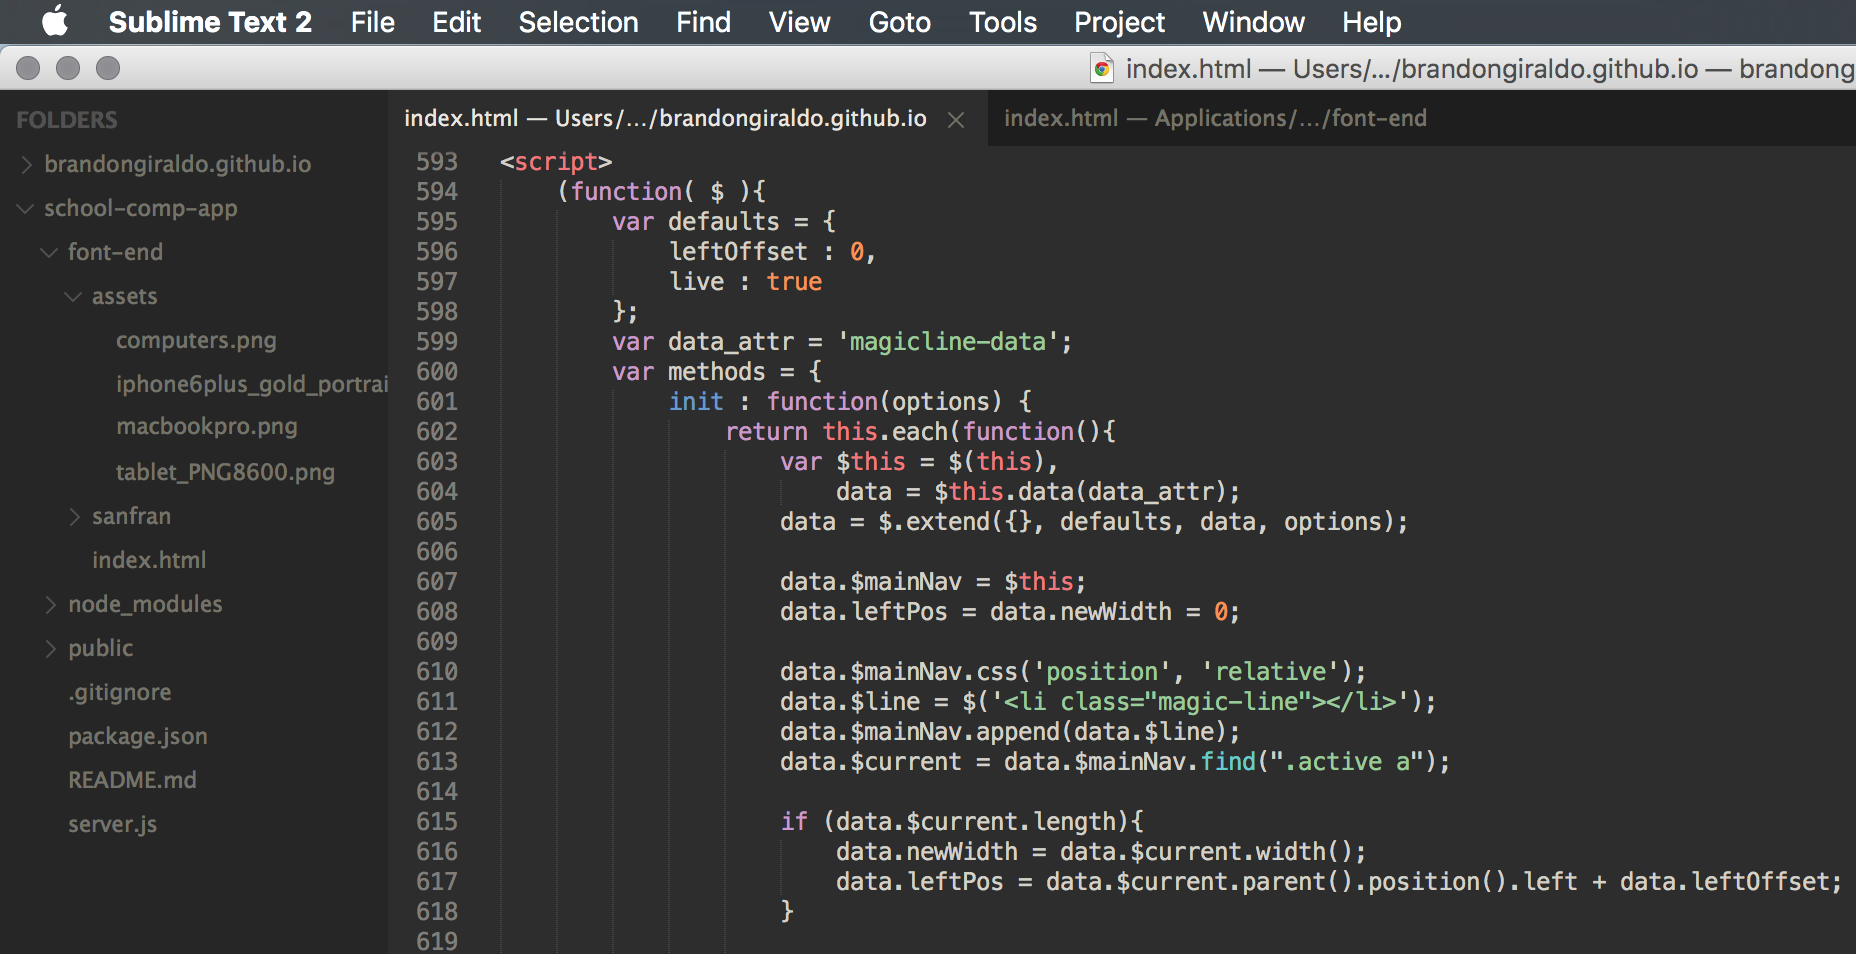 Sublime Text 2 File Edit Selection Find View Goto Tools Project Window Help
index.html — Users/.../brandongiraldo.github.io — brandong
FOLDERS
brandongiraldo.github.io
school-comp-app
font-end
assets
computers.png
iphone6plus_gold_portrai
macbookpro.png
tablet_PNG8600.png
sanfran
index.html
node_modules
public
.gitignore
package.json
README.md
server.js
index.html — Users/.../brandongiraldo.github.io
index.html — Applications/.../font-end
593 <script>
594     (function( $ ){
595         var defaults = {
596             leftOffset : 0,
597             live : true
598         };
599         var data_attr = 'magicline-data';
600         var methods = {
601             init : function(options) {
602                 return this.each(function(){
603                     var $this = $(this),
604                         data = $this.data(data_attr);
605                     data = $.extend({}, defaults, data, options);
606
607                     data.$mainNav = $this;
608                     data.leftPos = data.newWidth = 0;
609
610                     data.$mainNav.css('position', 'relative');
611                     data.$line = $('<li class="magic-line"></li>');
612                     data.$mainNav.append(data.$line);
613                     data.$current = data.$mainNav.find(".active a");
614
615                     if (data.$current.length){
616                         data.newWidth = data.$current.width();
617                         data.leftPos = data.$current.parent().position().left + data.leftOffset;
618                     }
619